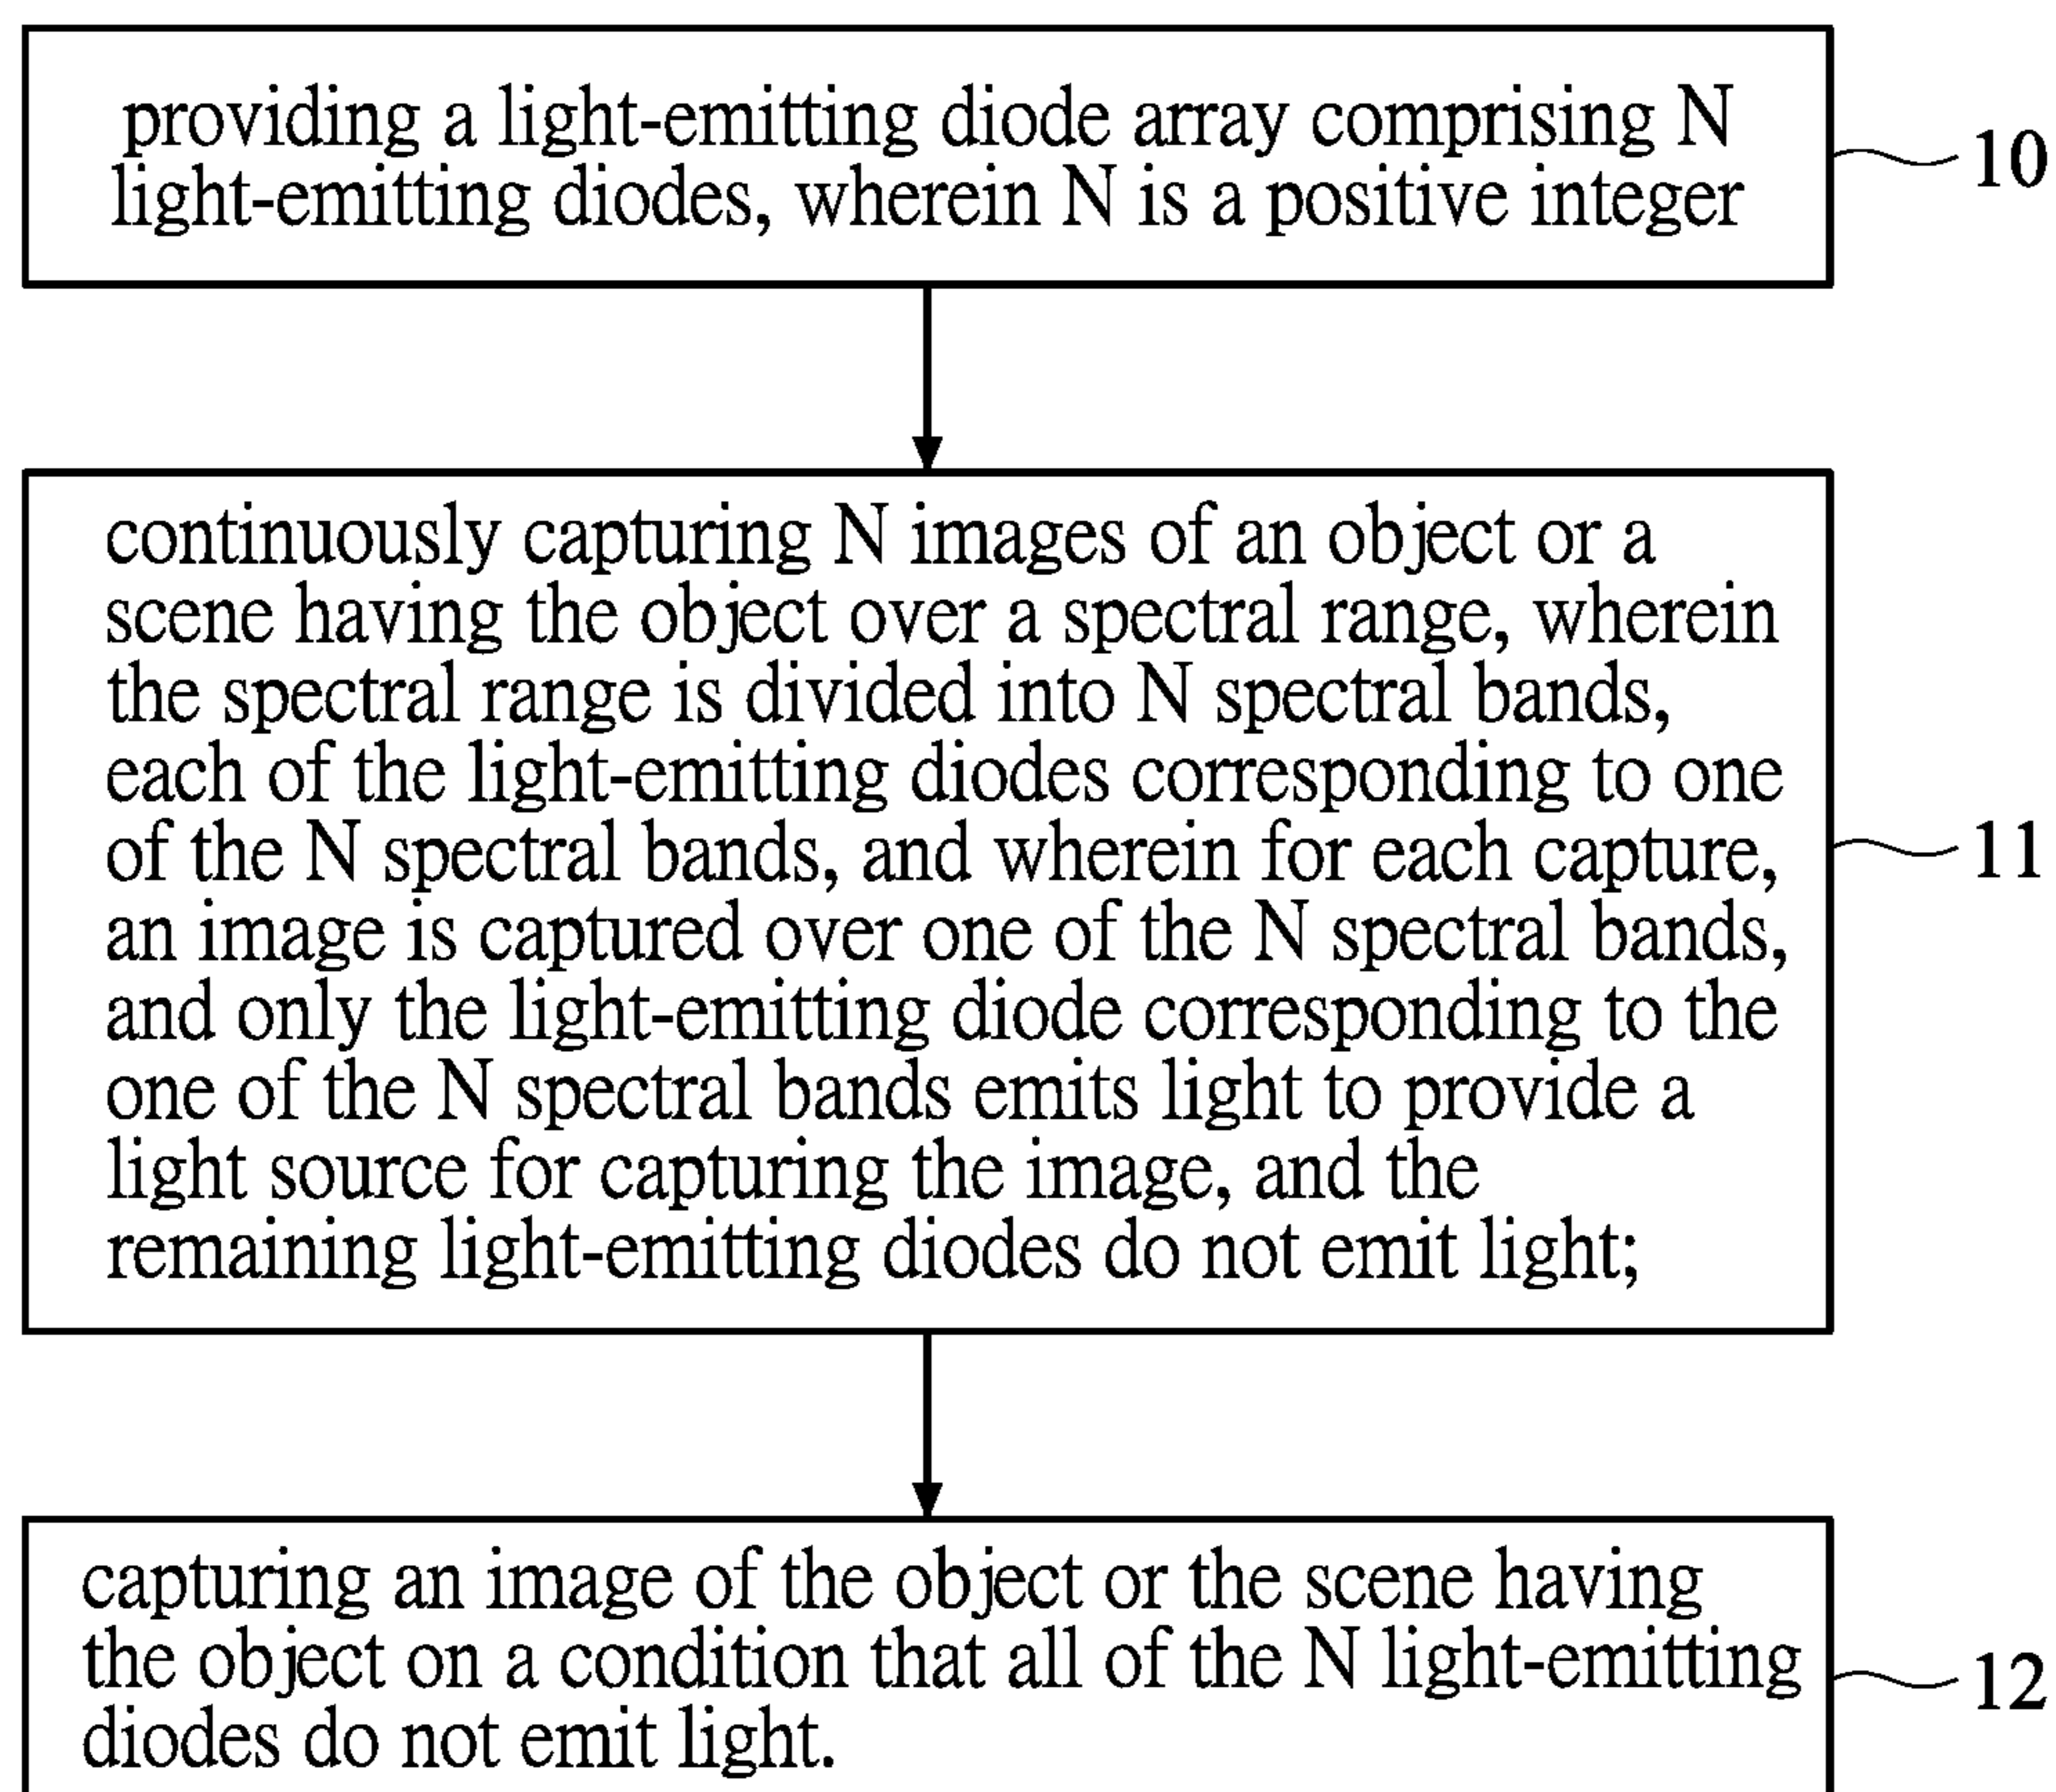 providing a light-emitting diode array comprising N
light-emitting diodes, wherein N is a positive integer
10
continuously capturing N images of an object or a
scene having the object over a spectral range, wherein
the spectral range is divided into N spectral bands,
each of the light-emitting diodes corresponding to one
of the N spectral bands, and wherein for each capture,
an image is captured over one of the N spectral bands,
and only the light-emitting diode corresponding to the
one of the N spectral bands emits light to provide a
light source for capturing the image, and the
remaining light-emitting diodes do not emit light;
11
capturing an image of the object or the scene having
the object on a condition that all of the N light-emitting
diodes do not emit light.
12